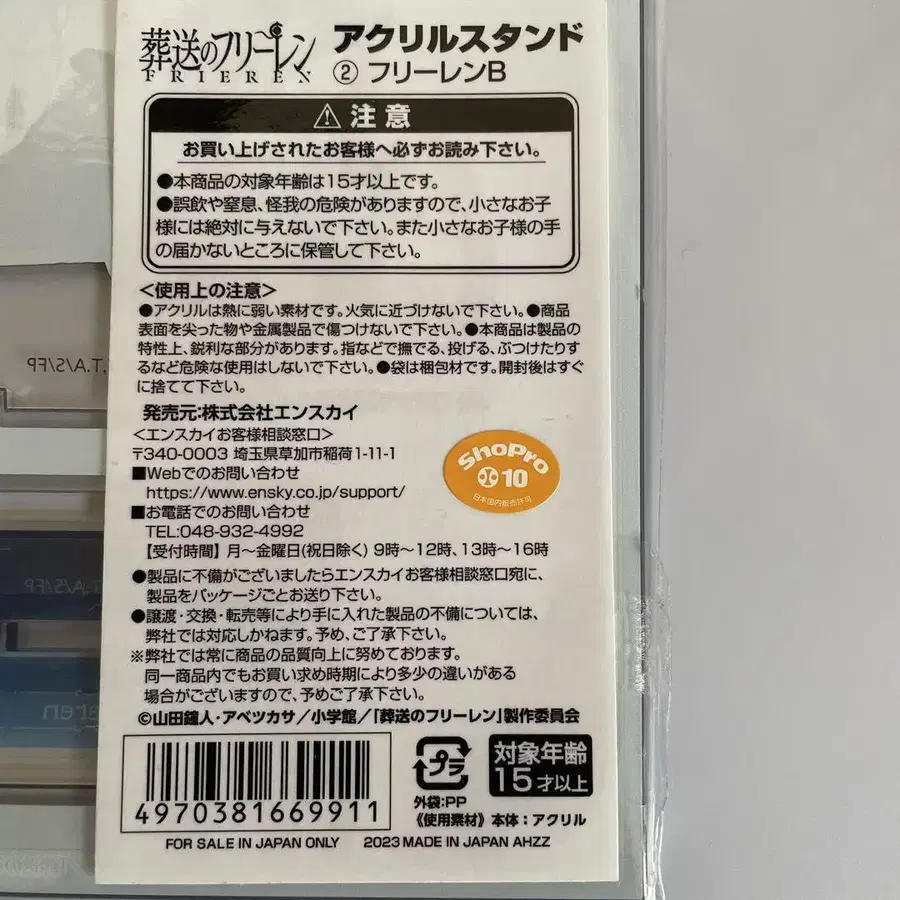 葬送のフリーレン
FRIEREN
アクリルスタンド
②フリーレンB
⚠注意
お買い上げされたお客様へ必ずお読み下さい。
●本商品の対象年齢は15才以上です。
●誤飲や窒息、怪我の危険がありますので、小さなお子
様には絶対に与えないで下さい。また小さなお子様の手
の届かないところに保管して下さい。
<使用上の注意>
●アクリルは熱に弱い素材です。火気に近づけないで下さい。●商品
表面を尖った物や金属製品で傷つけないで下さい。●本商品は製品の
特性上、鋭利な部分があります。指などで撫でる、投げる、ぶつけたりす
るなど危険な使用はしないで下さい。●袋は梱包材です。開封後はすぐ
に捨てて下さい。
発売元:株式会社エンスカイ
<エンスカイお客様相談窓口>
〒340-0003 埼玉県草加市稲荷1-11-1
■Webでのお問い合わせ
https://www.ensky.co.jp/support/
■お電話でのお問い合わせ
TEL:048-932-4992
【受付時間】月〜金曜日(祝日除く) 9時〜12時、13時〜16時
ShoPro
10
日本国内販売許可
●製品に不備がございましたらエンスカイお客様相談窓口宛に、
製品をパッケージごとお送り下さい。
●譲渡・交換・転売等により手に入れた製品の不備については、
弊社では対応しかねます。予め、ご了承下さい。
※弊社では常に商品の品質向上に努めております。
同一商品内でもお買い求め時期により多少の違いがある
場合がございますので、予めご了承下さい。
©山田鐘人・アベツカサ/小学館/「葬送のフリーレン」製作委員会
4970381669911
プラ
外袋:PP
対象年齢
15才以上
《使用素材》本体:アクリル
FOR SALE IN JAPAN ONLY 2023 MADE IN JAPAN AHZZ
T.A/S/FP
T.A/S/FP
eren